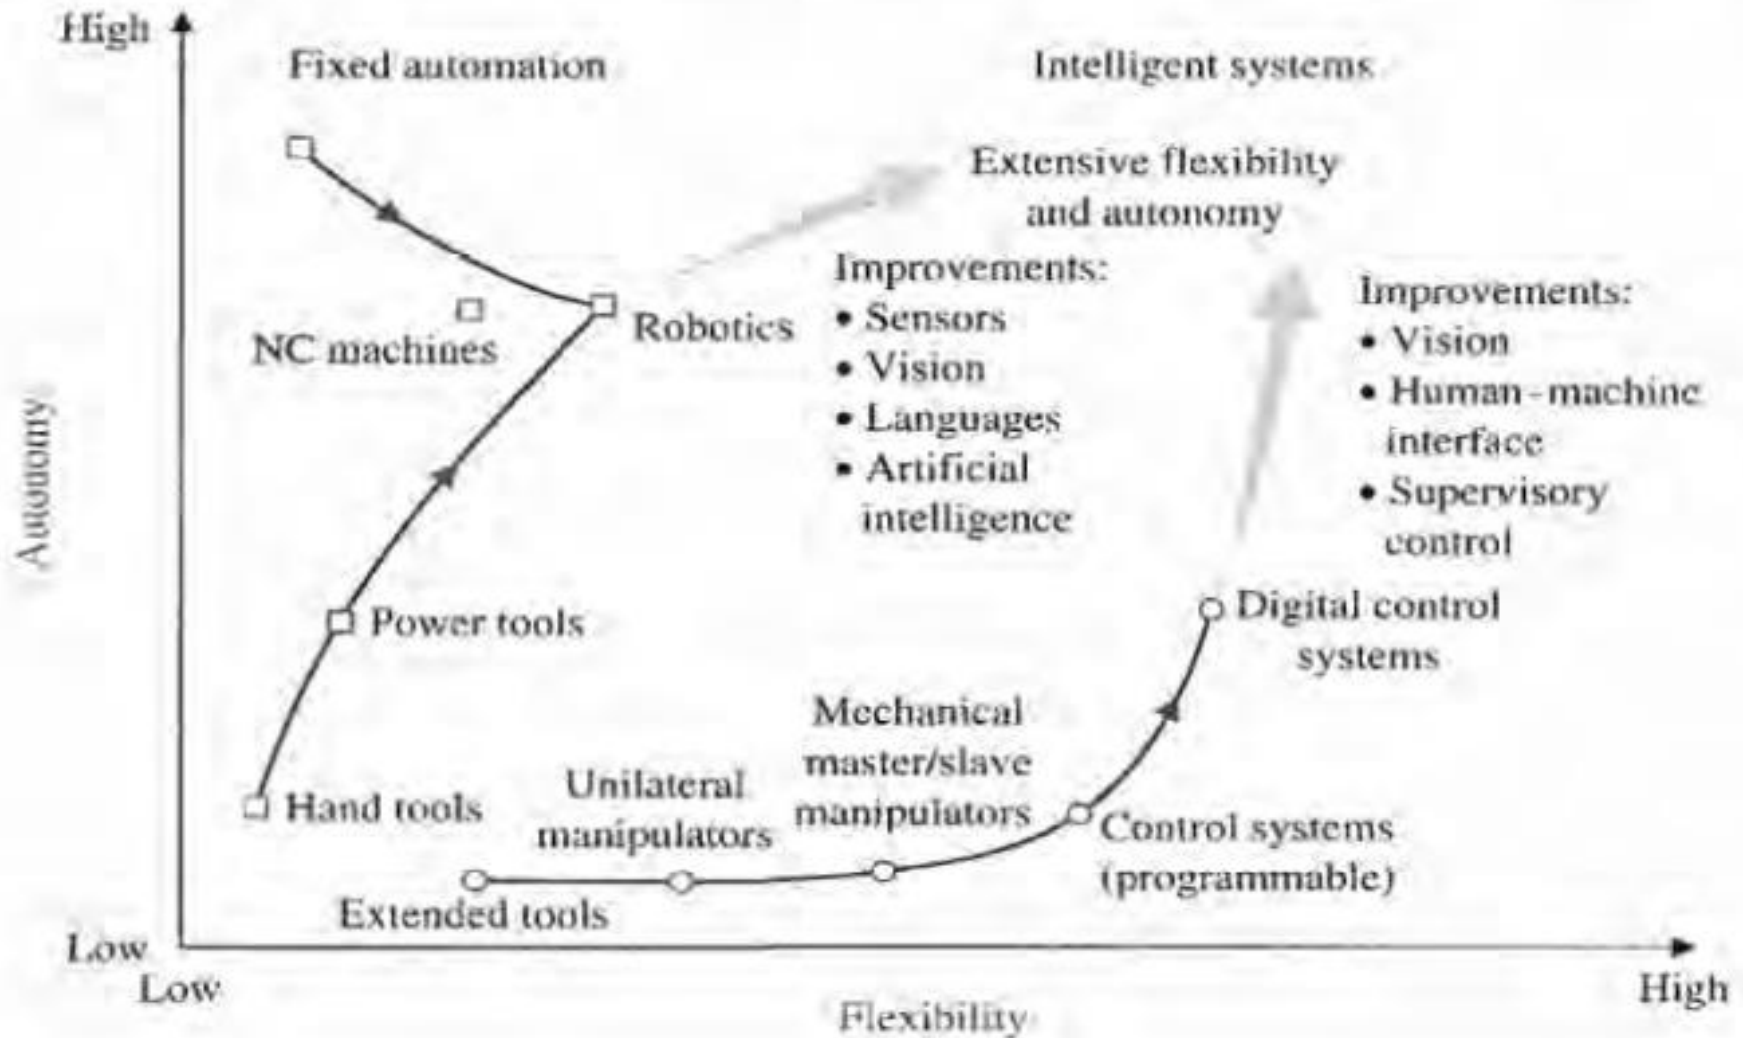 High
Fixed automation
Intelligent systems
Extensive flexibility
and autonomy
Improvements:
• Sensors
• Vision
• Languages
• Artificial
intelligence
Improvements:
• Vision
• Human-machine
interface
• Supervisory
control
NC machines
Robotics
Autonomy
Power tools
Digital control
systems
Mechanical
master/slave
manipulators
Unilateral
manipulators
Hand tools
Control systems
(programmable)
Extended tools
Low
Low
High
Flexibility